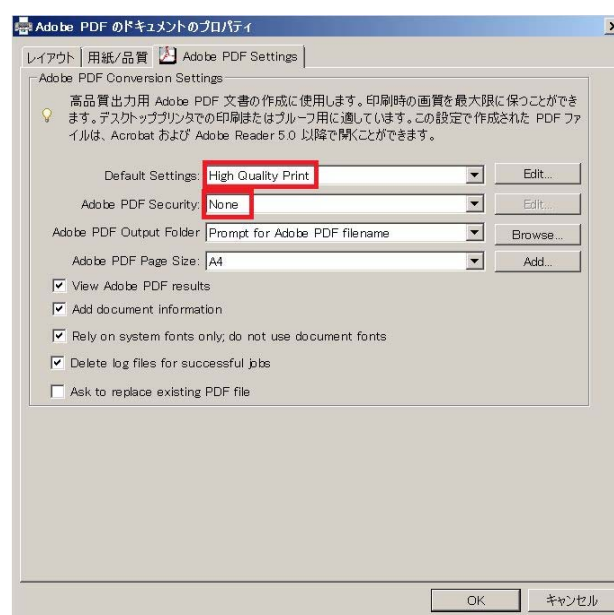 Adobe PDF のドキュメントのプロパティ
レイアウト 用紙/品質 Adobe PDF Settings
Adobe PDF Conversion Settings
高品質出力用 Adobe PDF 文書の作成に使用します。印刷時の画質を最大限に保つことができ
ます。デスクトッププリンタでの印刷またはプルーフ用に適しています。この設定で作成された PDF ファ
イルは、Acrobat および Adobe Reader 5.0 以降で開くことができます。
Default Settings: High Quality Print Edit...
Adobe PDF Security: None Edit...
Adobe PDF Output Folder Prompt for Adobe PDF filename Browse...
Adobe PDF Page Size: A4 Add...
View Adobe PDF results
Add document information
Rely on system fonts only; do not use document fonts
Delete log files for successful jobs
Ask to replace existing PDF file
OK キャンセル